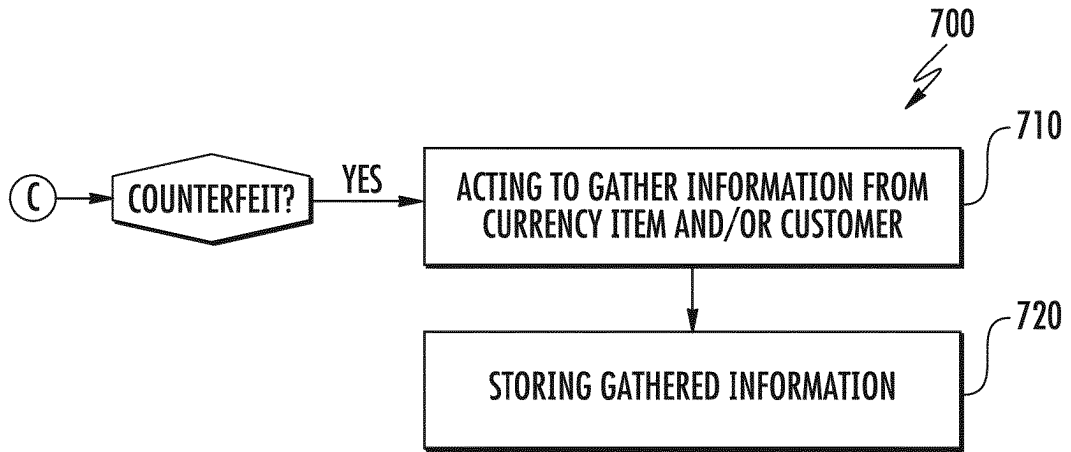 700
710
C
COUNTERFEIT?
YES
ACTING TO GATHER INFORMATION FROM
CURRENCY ITEM AND/OR CUSTOMER
720
STORING GATHERED INFORMATION